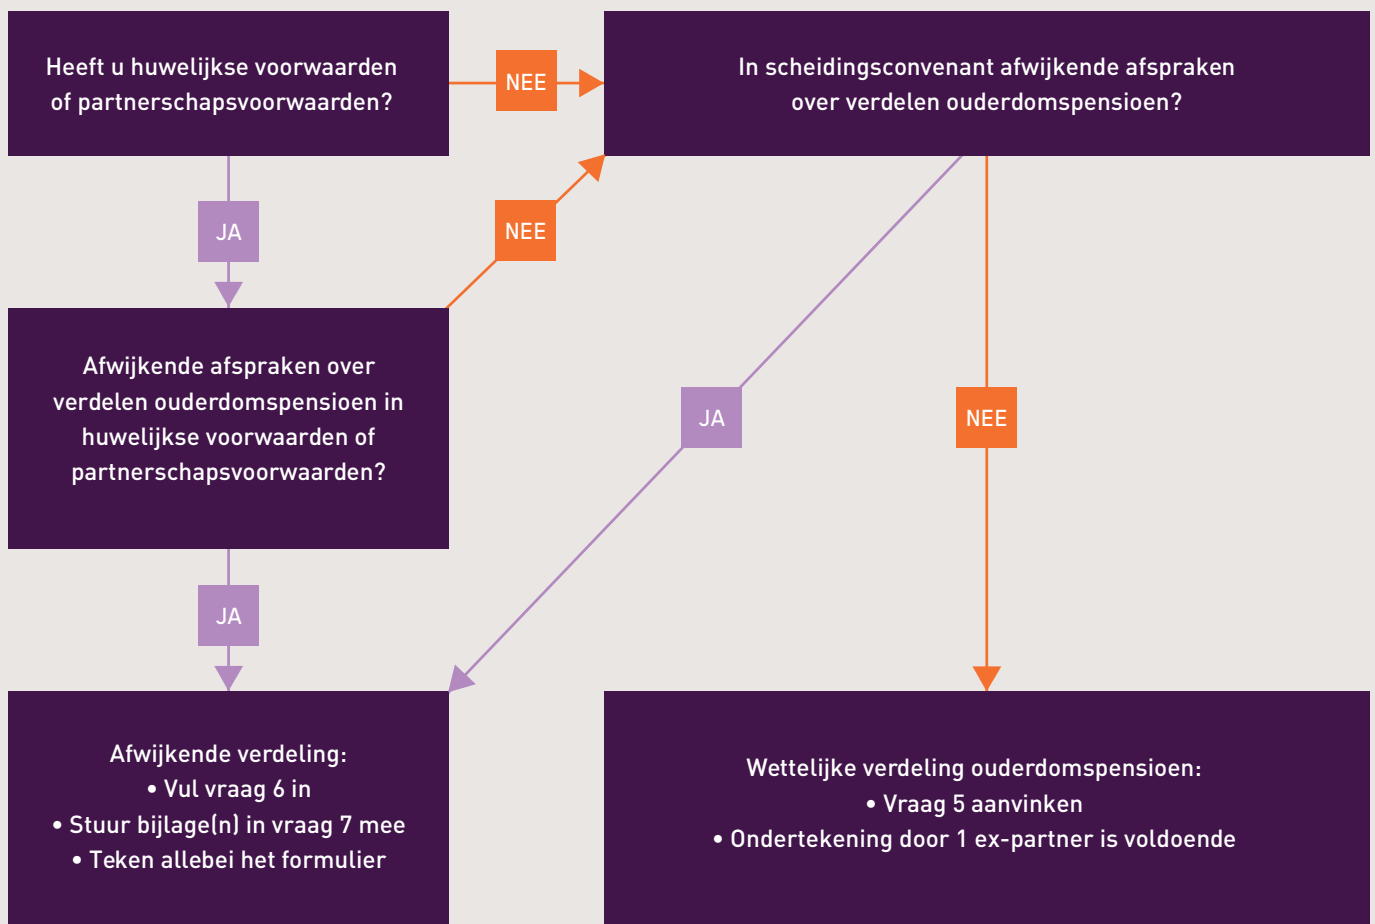 Heeft u huwelijkse voorwaarden
of partnerschapsvoorwaarden?
NEE
In scheidingsconvenant afwijkende afspraken
over verdelen ouderdomspensioen?
JA
NEE
Afwijkende afspraken over
verdelen ouderdomspensioen in
huwelijkse voorwaarden of
partnerschapsvoorwaarden?
JA
NEE
JA
Afwijkende verdeling:
• Vul vraag 6 in
• Stuur bijlage(n) in vraag 7 mee
• Teken allebei het formulier
Wettelijke verdeling ouderdomspensioen:
• Vraag 5 aanvinken
• Ondertekening door 1 ex-partner is voldoende